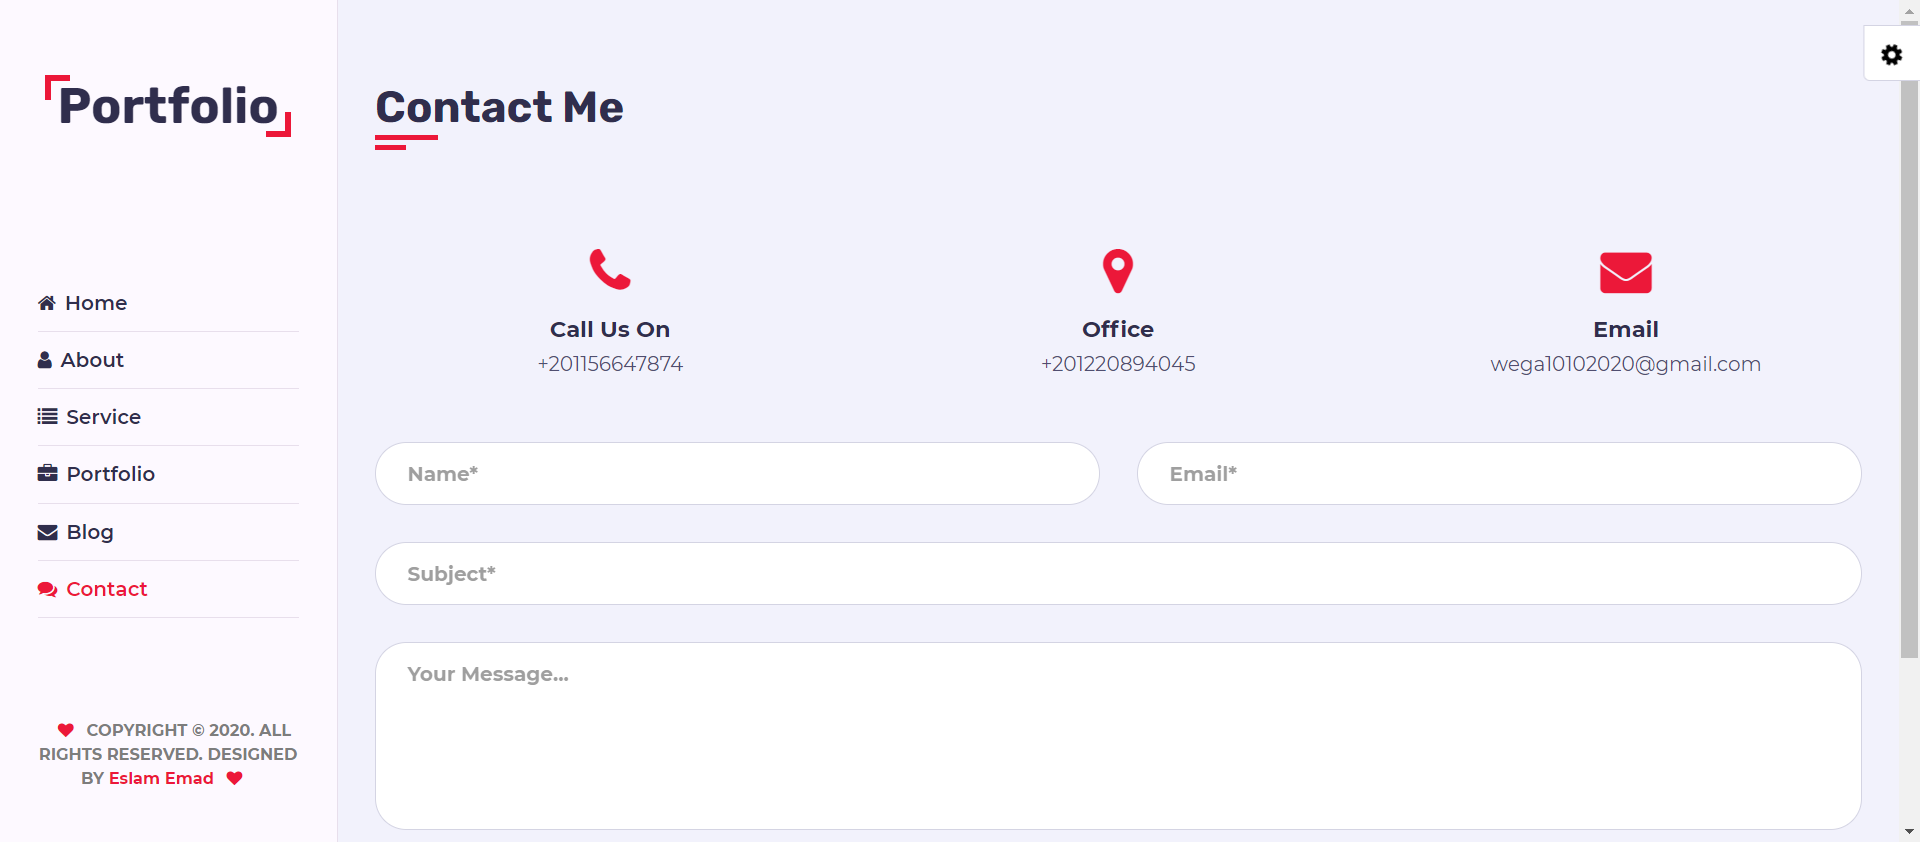 Portfolio
Home
About
Service
Portfolio
Blog
Contact
COPYRIGHT © 2020. ALL
RIGHTS RESERVED. DESIGNED
BY Eslam Emad
Contact Me
Call Us On
+201156647874
Office
+201220894045
Email
wega10102020@gmail.com
Name*
Email*
Subject*
Your Message...